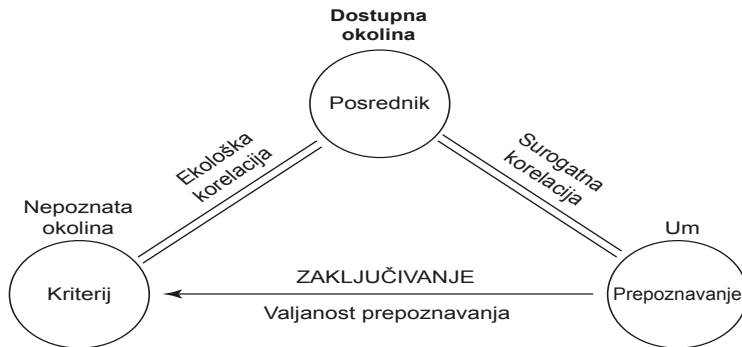 Dostupna
okolina
Posrednik
Ekološka
korelacija
Surogatna
korelacija
Nepoznata
okolina
Um
Kriterij
ZAKLJUČIVANJE
Valjanost prepoznavanja
Prepoznavanje